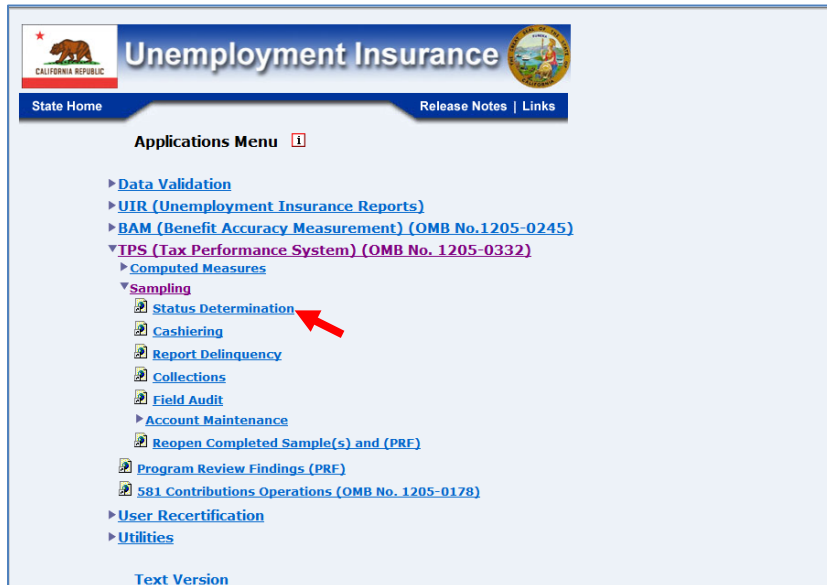 CALIFORNIA REPUBLIC
Unemployment Insurance
State Home
Release Notes | Links
Applications Menu i
Data Validation
UIR (Unemployment Insurance Reports)
BAM (Benefit Accuracy Measurement) (OMB No.1205-0245)
TPS (Tax Performance System) (OMB No. 1205-0332)
Computed Measures
Sampling
Status Determination
Cashiering
Report Delinquency
Collections
Field Audit
Account Maintenance
Reopen Completed Sample(s) and (PRF)
Program Review Findings (PRF)
581 Contributions Operations (OMB No. 1205-0178)
User Recertification
Utilities
Text Version